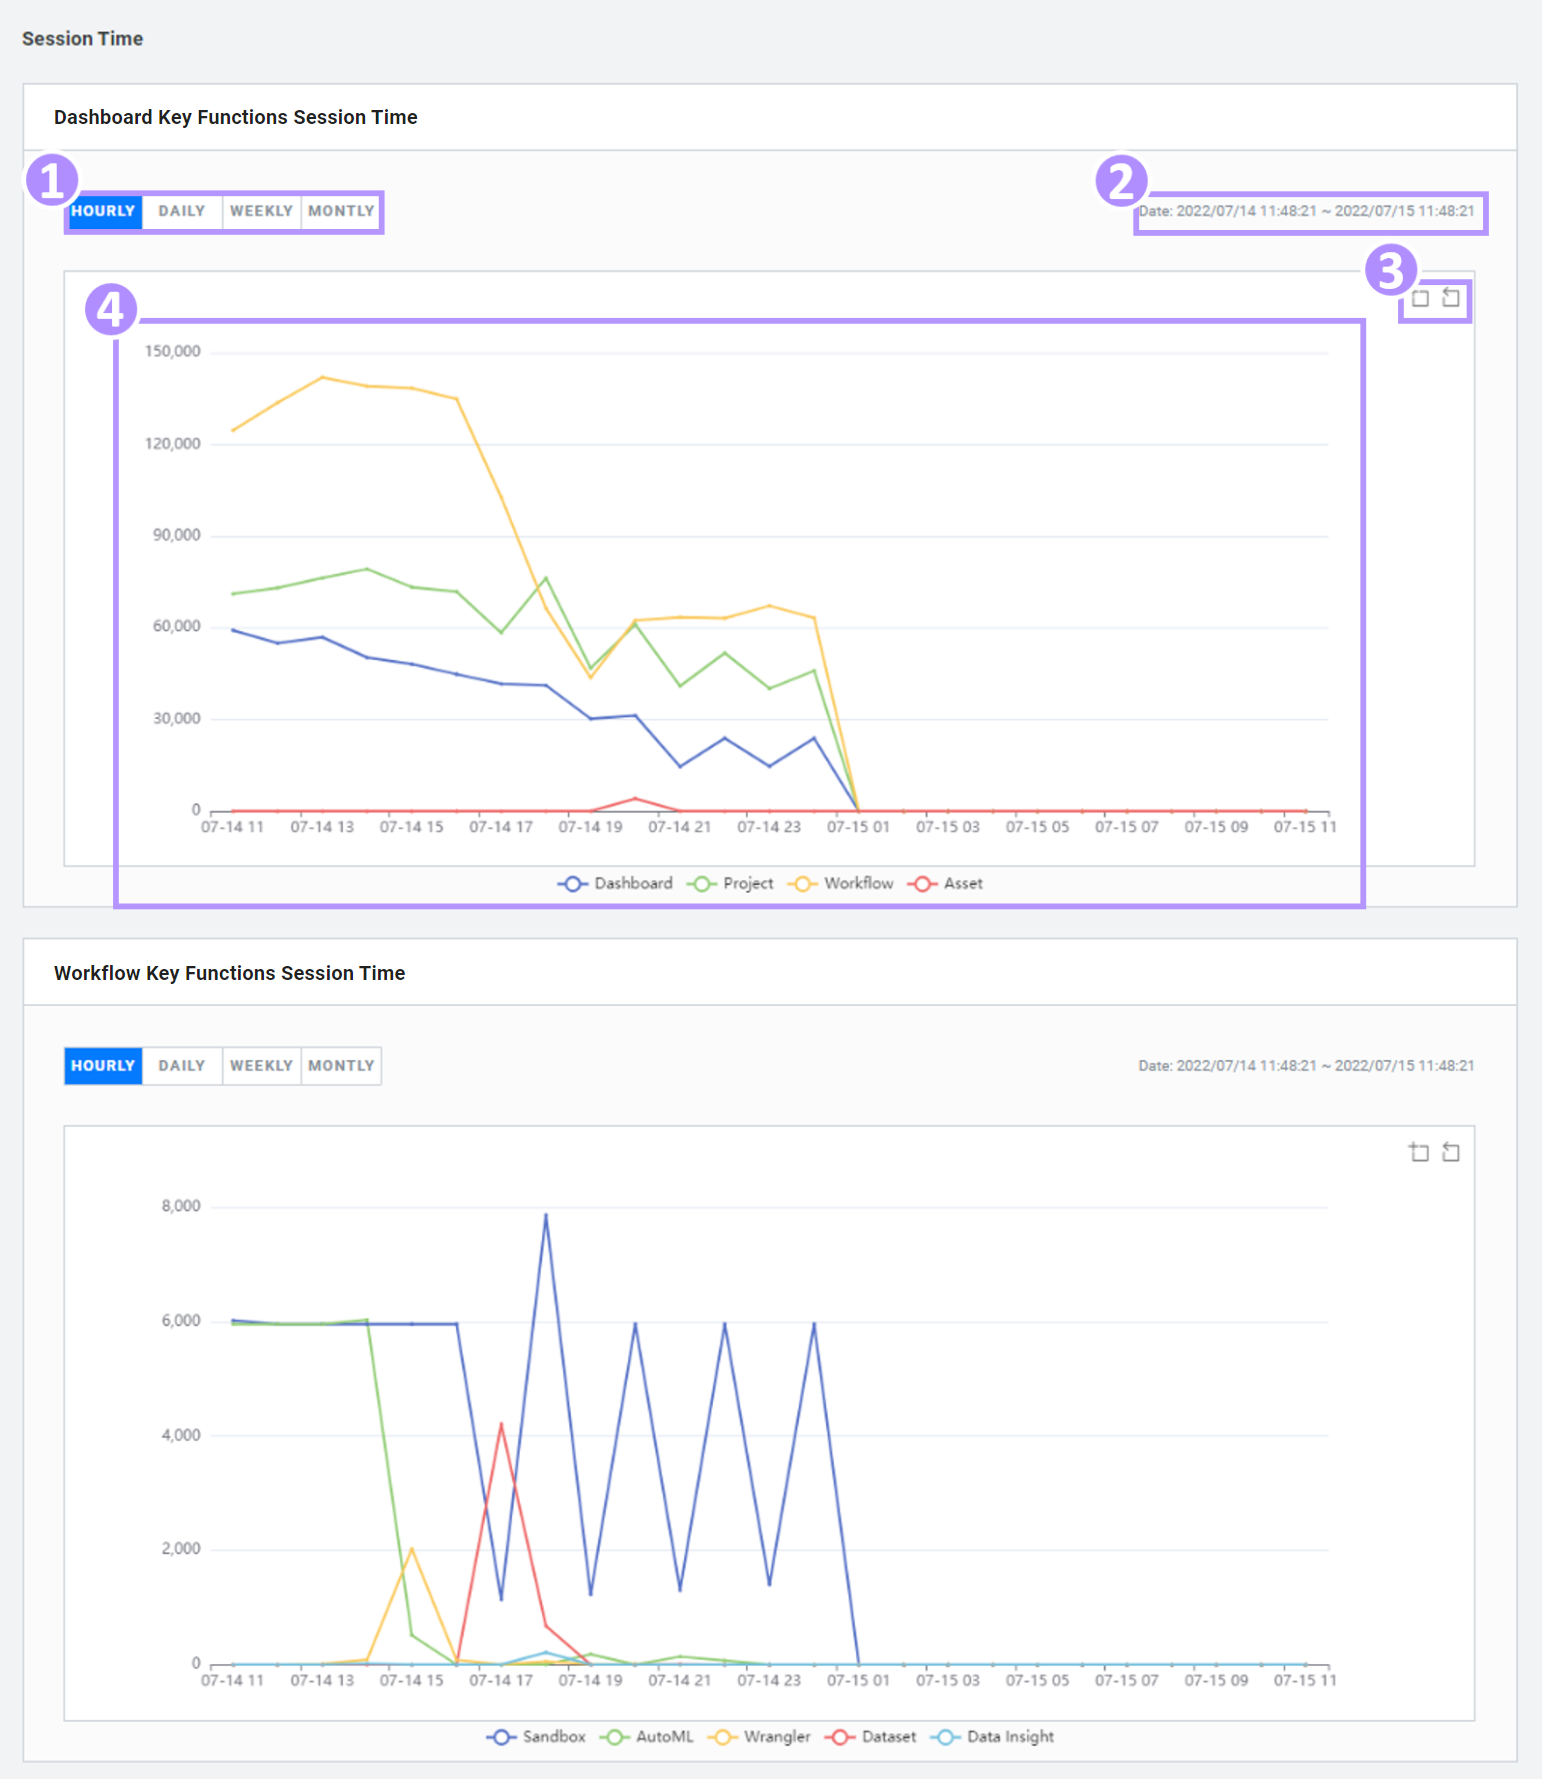 Session Time
Dashboard Key Functions Session Time
1
2
HOURLY DAILY WEEKLY MONTLY
Date: 2022/07/14 11:48:21 ~ 2022/07/15 11:48:21
3
4
150,000
120,000
90,000
60,000
30,000
0
07-14 11 07-14 13 07-14 15 07-14 17 07-14 19 07-14 21 07-14 23 07-15 01 07-15 03 07-15 05 07-15 07 07-15 09 07-15 11
Dashboard Project Workflow Asset
Workflow Key Functions Session Time
HOURLY DAILY WEEKLY MONTLY
Date: 2022/07/14 11:48:21 ~ 2022/07/15 11:48:21
8,000
6,000
4,000
2,000
0
07-14 11 07-14 13 07-14 15 07-14 17 07-14 19 07-14 21 07-14 23 07-15 01 07-15 03 07-15 05 07-15 07 07-15 09 07-15 11
Sandbox AutoML Wrangler Dataset Data Insight